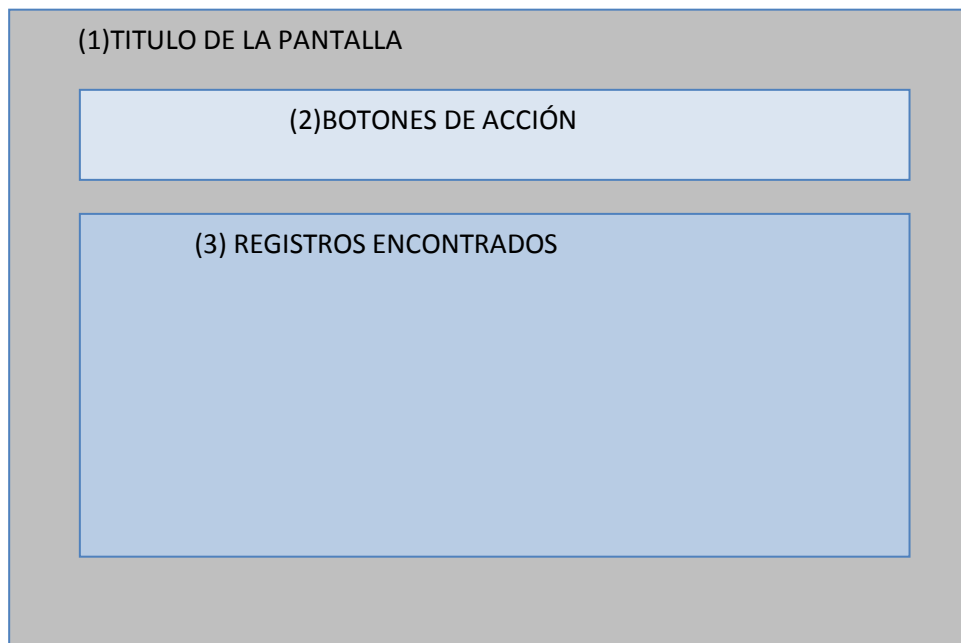 (1)TITULO DE LA PANTALLA
(2)BOTONES DE ACCIÓN
(3) REGISTROS ENCONTRADOS